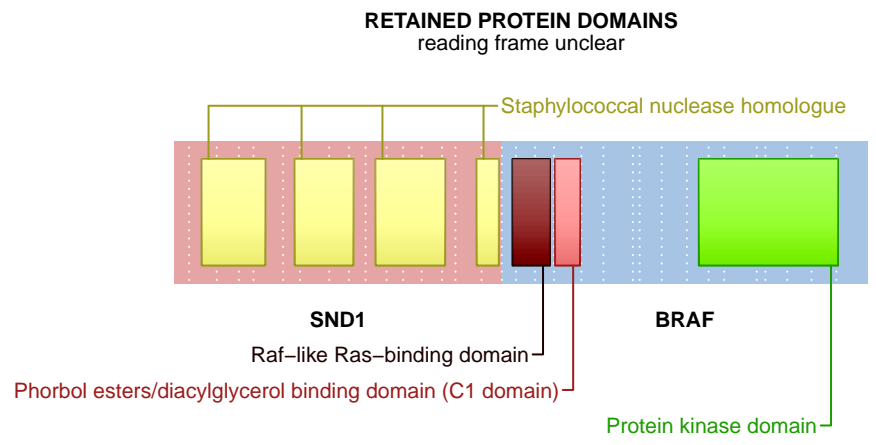 RETAINED PROTEIN DOMAINS
reading frame unclear
Staphylococcal nuclease homologue
SND1
BRAF
Raf−like Ras−binding domain
Phorbol esters/diacylglycerol binding domain (C1 domain)
Protein kinase domain